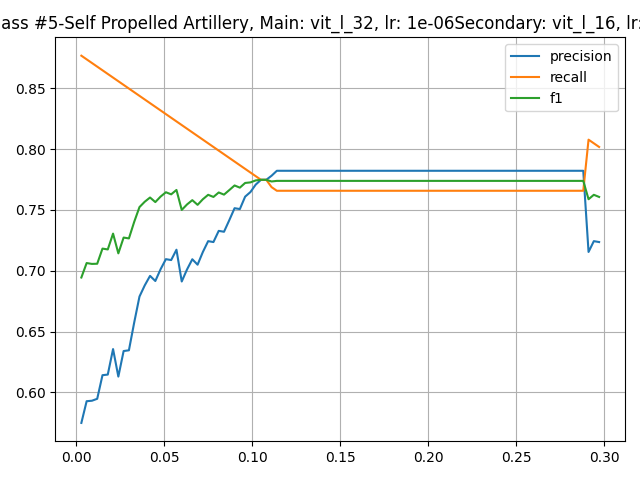 ass #5-Self Propelled Artillery, Main: vit_l_32, lr: 1e-06Secondary: vit_l_16, lr:
precision
recall
f1
0.85
0.80
0.75
0.70
0.65
0.60
0.00 0.05 0.10 0.15 0.20 0.25 0.30